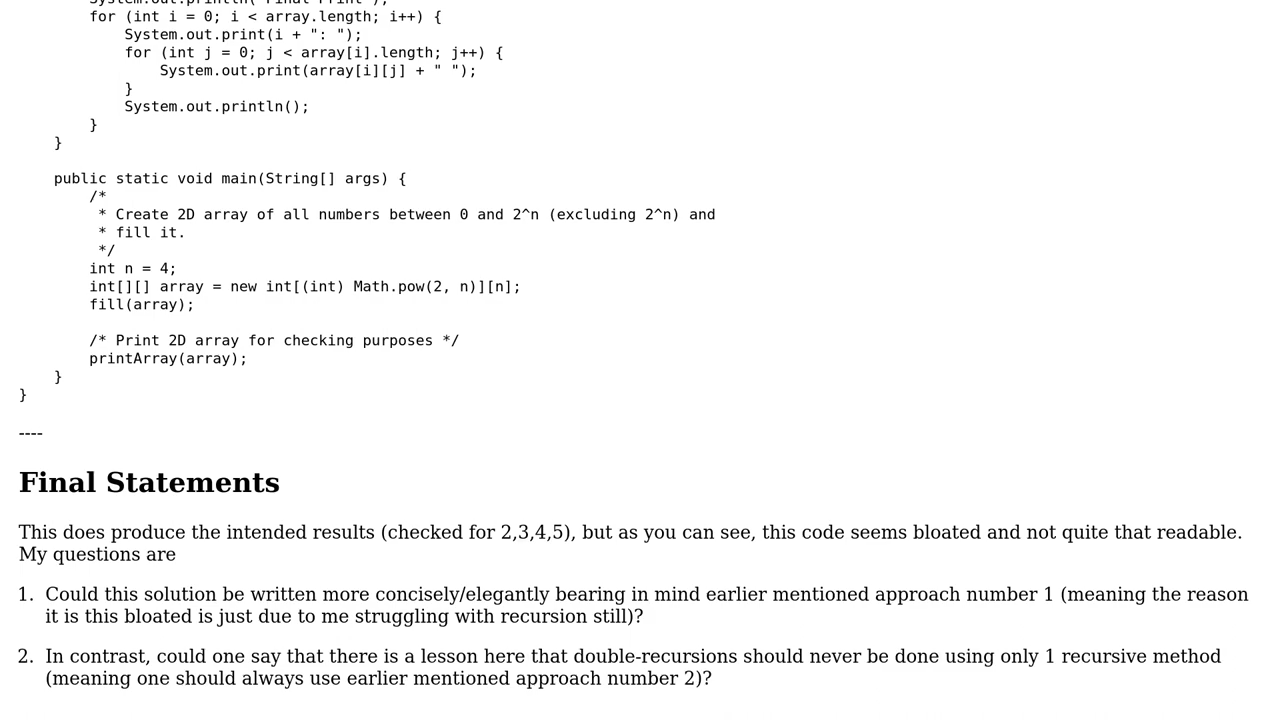 System.out.println("Final Print");
for (int i = 0; i < array.length; i++) {
System.out.print(i + ": ");
for (int j = 0; j < array[i].length; j++) {
System.out.print(array[i][j] + " ");
}
System.out.println();
}
}
public static void main(String[] args) {
/*
* Create 2D array of all numbers between 0 and 2^n (excluding 2^n) and
* fill it.
*/
int n = 4;
int[][] array = new int[(int) Math.pow(2, n)][n];
fill(array);
/* Print 2D array for checking purposes */
printArray(array);
}
}
----
Final Statements
This does produce the intended results (checked for 2,3,4,5), but as you can see, this code seems bloated and not quite that readable.
My questions are
1. Could this solution be written more concisely/elegantly bearing in mind earlier mentioned approach number 1 (meaning the reason
it is this bloated is just due to me struggling with recursion still)?
2. In contrast, could one say that there is a lesson here that double-recursions should never be done using only 1 recursive method
(meaning one should always use earlier mentioned approach number 2)?